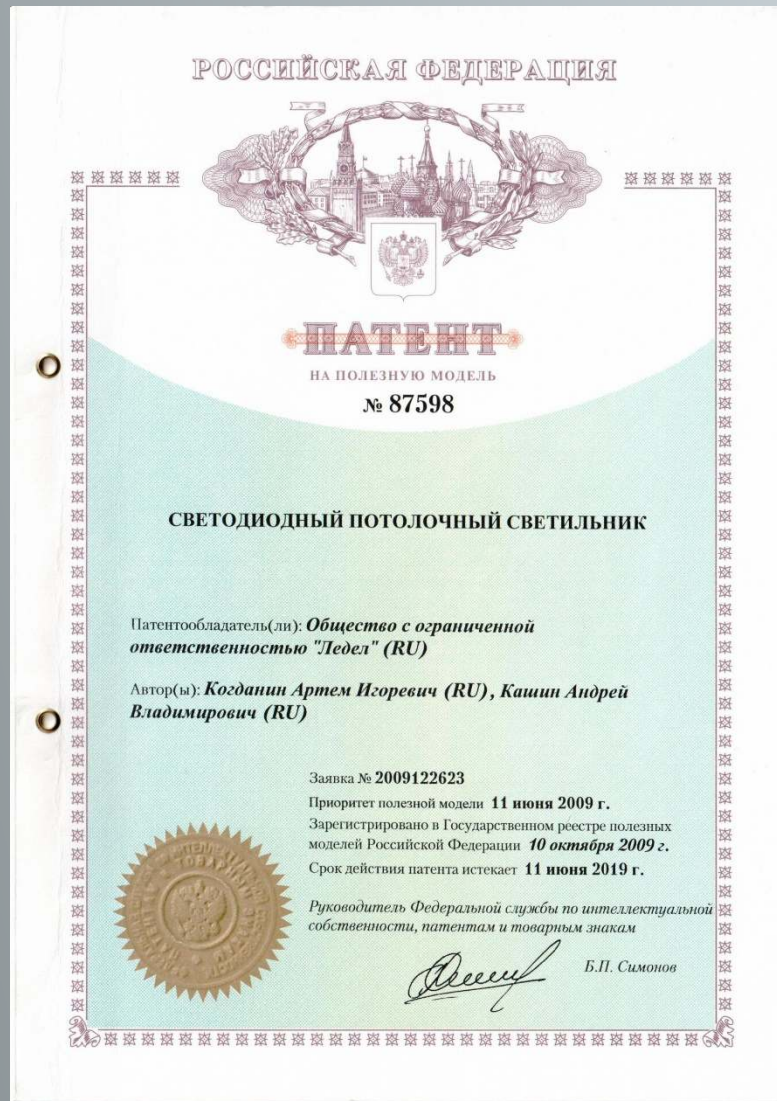 РОССИЙСКАЯ ФЕДЕРАЦИЯ
ПАТЕНТ
НА ПОЛЕЗНУЮ МОДЕЛЬ
№ 87598
СВЕТОДИОДНЫЙ ПОТОЛОЧНЫЙ СВЕТИЛЬНИК
Патентообладатель(ли): Общество с ограниченной
ответственностью "Ледел" (RU)
Автор(ы): Когданин Артем Игоревич (RU), Кашин Андрей
Владимирович (RU)
Заявка № 2009122623
Приоритет полезной модели 11 июня 2009 г.
Зарегистрировано в Государственном реестре полезных
моделей Российской Федерации 10 октября 2009 г.
Срок действия патента истекает 11 июня 2019 г.
Руководитель Федеральной службы по интеллектуальной
собственности, патентам и товарным знакам
Б.П. Симонов